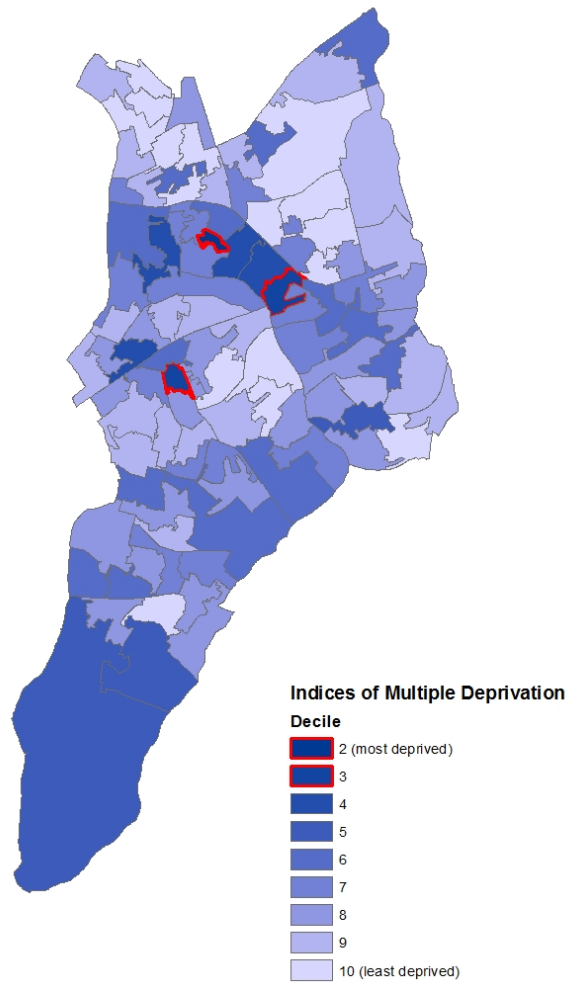 Indices of Multiple Deprivation
Decile
2 (most deprived)
3
4
5
6
7
8
9
10 (least deprived)